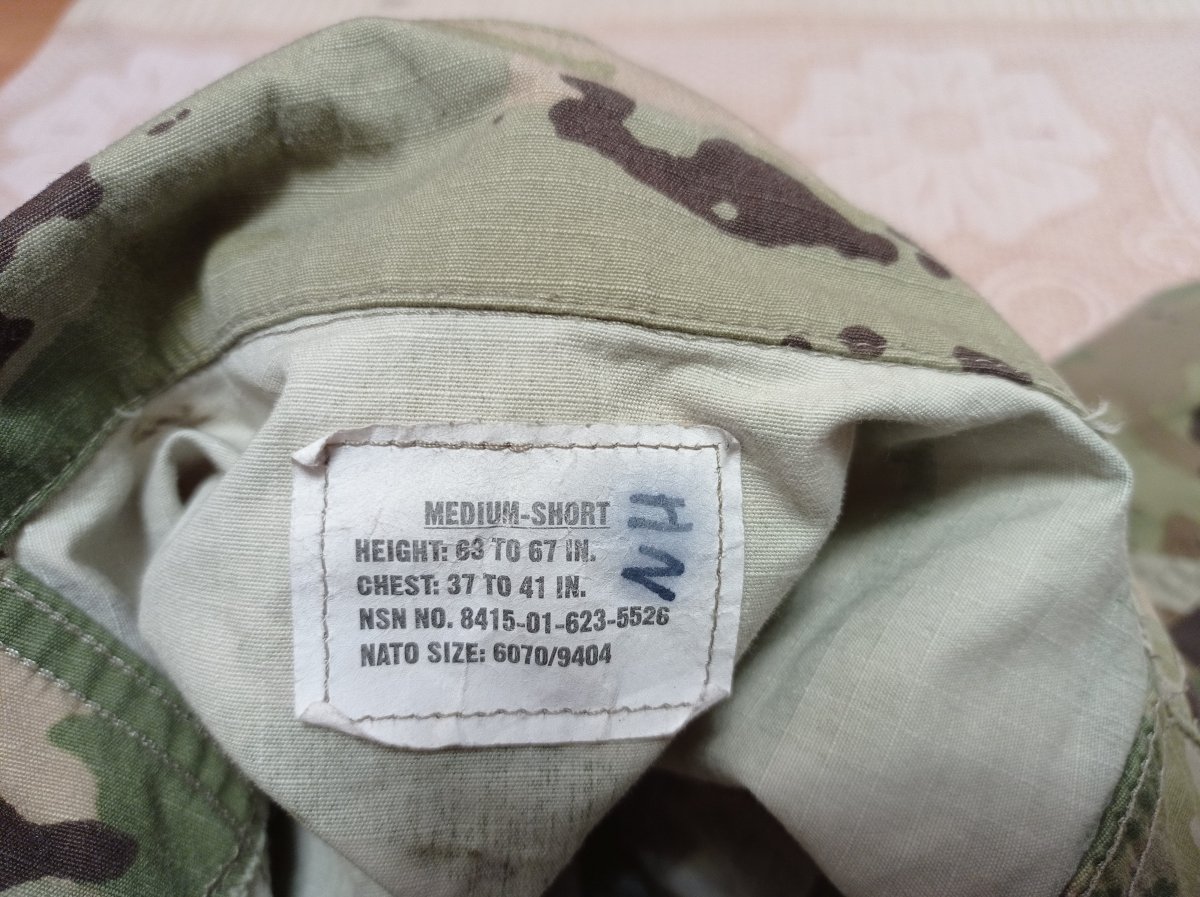 MEDIUM-SHORT
HEIGHT: 63 TO 67 IN.
CHEST: 37 TO 41 IN.
NSN NO. 8415-01-623-5526
NATO SIZE: 6070/9404
HN